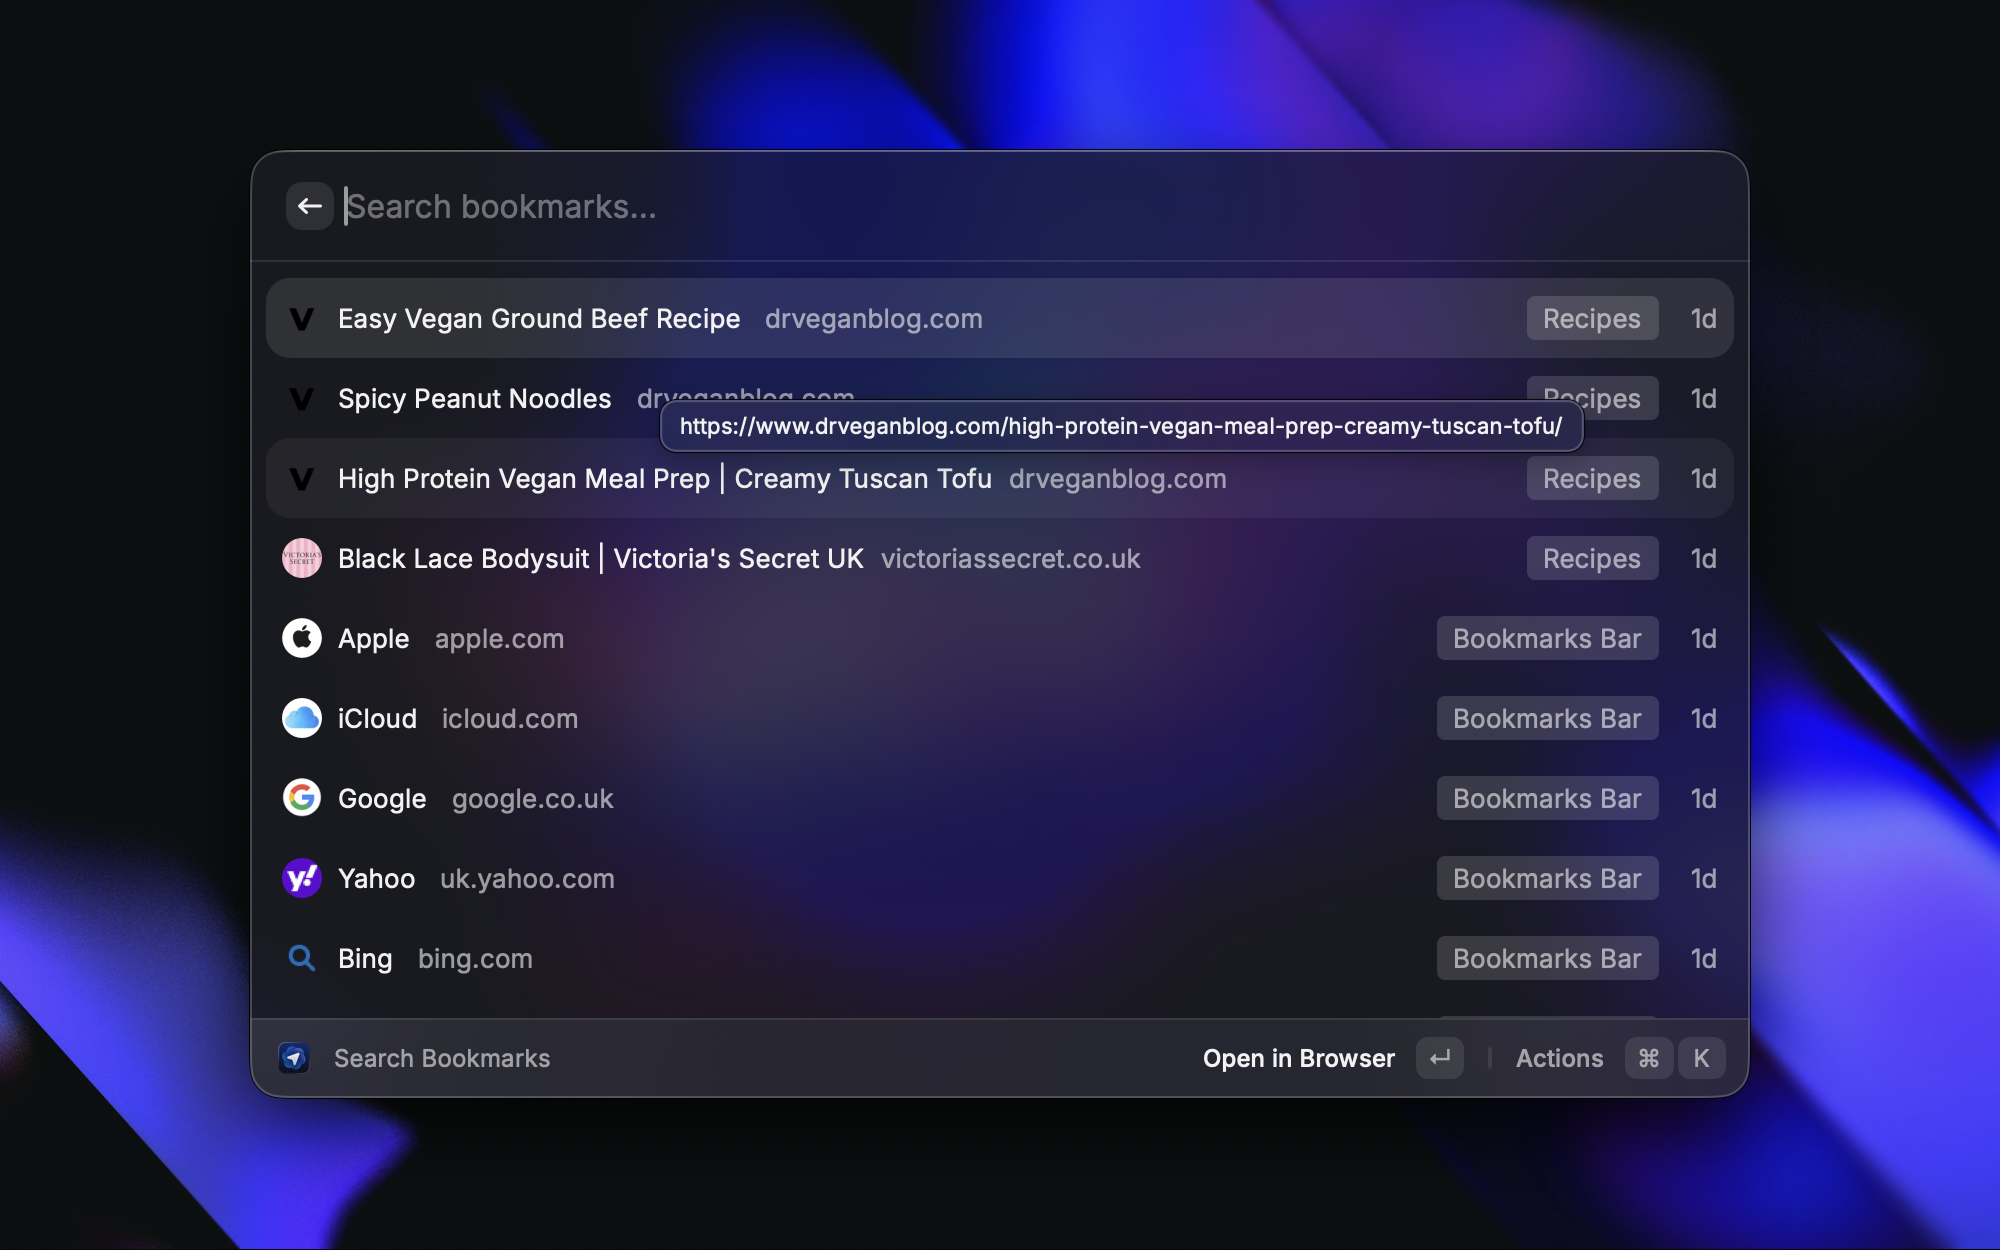 Search bookmarks...
Easy Vegan Ground Beef Recipe drveganblog.com Recipes 1d
Spicy Peanut Noodles drveganblog.com Recipes 1d
https://www.drveganblog.com/high-protein-vegan-meal-prep-creamy-tuscan-tofu/
High Protein Vegan Meal Prep | Creamy Tuscan Tofu drveganblog.com Recipes 1d
VICTORIA'S
SECRET
Black Lace Bodysuit | Victoria's Secret UK victoriassecret.co.uk Recipes 1d
Apple apple.com Bookmarks Bar 1d
iCloud icloud.com Bookmarks Bar 1d
G Google google.co.uk Bookmarks Bar 1d
y! Yahoo uk.yahoo.com Bookmarks Bar 1d
Bing bing.com Bookmarks Bar 1d
Search Bookmarks Open in Browser ↵ Actions ⌘ K